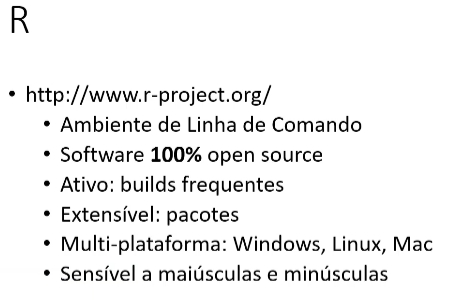 R
• http://www.r-project.org/
• Ambiente de Linha de Comando
• Software 100% open source
• Ativo: builds frequentes
• Extensível: pacotes
• Multi-plataforma: Windows, Linux, Mac
• Sensível a maiúsculas e minúsculas